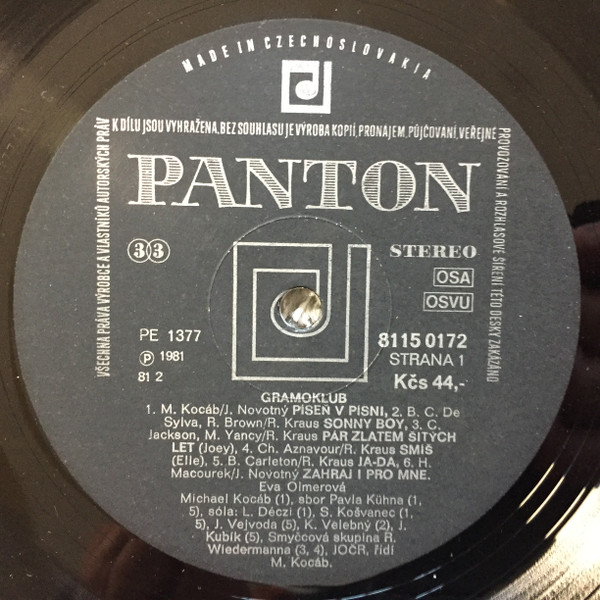 MADE IN CZECHOSLOVAKIA
VŠECHNA PRÁVA VÝROBCE A VLASTNÍKŮ AUTORSKÝCH PRÁV
K DÍLU JSOU VYHRAŽENA. BEZ SOUHLASU JE VÝROBA KOPIÍ, PRONÁJEM, PŮJČOVÁNÍ, VEŘEJNÉ
PROVOZOVÁNÍ A ROZHLASOVÉ ŠÍŘENÍ TÉTO DESKY ZAKÁZÁNO
PANTON
33
STEREO
OSA
OSVU
PE 1377
Ⓟ 1981
81 2
8115 0172
STRANA 1
Kčs 44,-
GRAMOKLUB
1. M. Kocáb/J. Novotný PÍSEŇ V PÍSNI, 2. B. C. De
Sylva, R. Brown/R. Kraus SONNY BOY, 3. C.
Jackson, M. Yancy/R. Kraus PÁR ZLATEM ŠITÝCH
LET (Joey), 4. Ch. Aznavour/R. Kraus SMÍŠ
(Elle), 5. B. Carleton/R. Kraus JA-DA, 6. H.
Macourek/J. Novotný ZAHRAJ I PRO MNE.
Eva Olmerová
Michael Kocáb (1), sbor Pavla Kühna (1,
5), sóla: L. Déczi (1), S. Košvanec (1,
5), J. Vejvoda (5), K. Velebný (2), J.
Kubík (5), Smyčcová skupina R.
Wiedermanna (3, 4), JOČR, řídí
M. Kocáb.